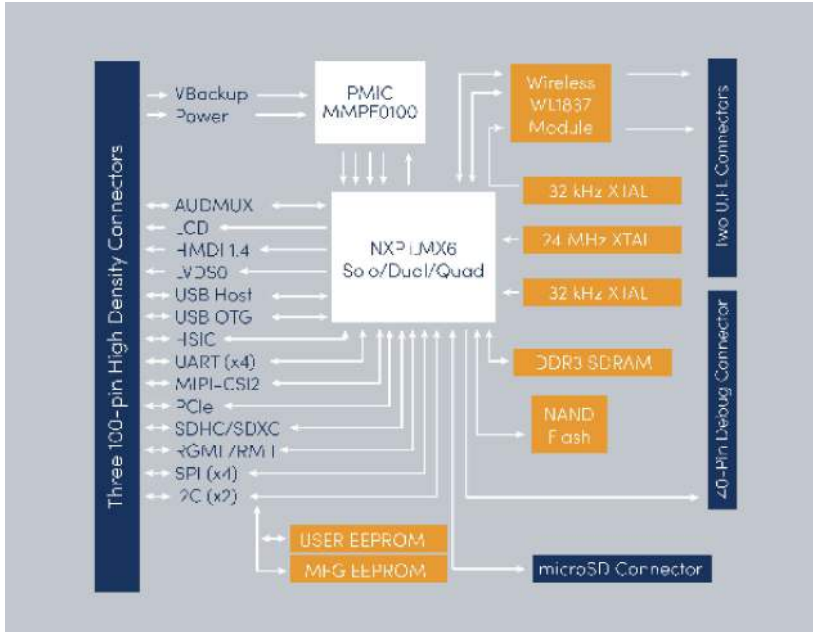 Three 100-pin High Density Connectors
VBackup
Power
PMIC
MMPF0100
Wireless
WL1837
Module
Two U.FL Connectors
32 kHz XTAL
24 MHz XTAL
32 kHz XTAL
NXP i.MX6
Solo/Dual/Quad
AUDMUX
LCD
HMDI 1.4
LVDS0
USB Host
USB OTG
HSIC
UART (x4)
MIPI-CSI2
PCIe
SDHC/SDXC
RGMII/RMII
SPI (x4)
I2C (x2)
DDR3 SDRAM
NAND
Flash
40-Pin Debug Connector
USER EEPROM
MFG EEPROM
microSD Connector